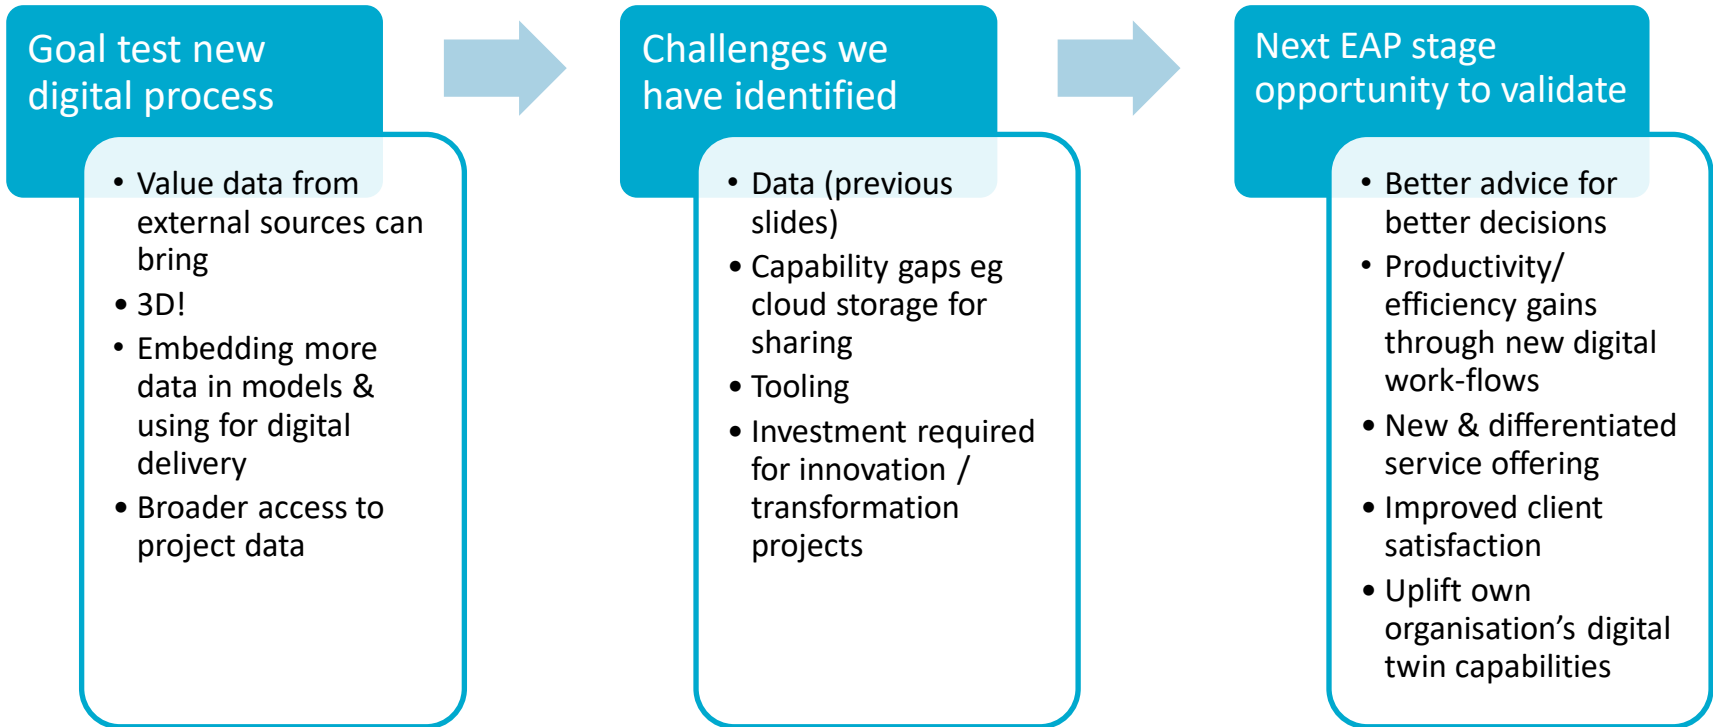 Goal test new
digital process
• Value data from
external sources can
bring
• 3D!
• Embedding more
data in models &
using for digital
delivery
• Broader access to
project data
Challenges we
have identified
• Data (previous
slides)
• Capability gaps eg
cloud storage for
sharing
• Tooling
• Investment required
for innovation /
transformation
projects
Next EAP stage
opportunity to validate
• Better advice for
better decisions
• Productivity/
efficiency gains
through new digital
work-flows
• New & differentiated
service offering
• Improved client
satisfaction
• Uplift own
organisation’s digital
twin capabilities